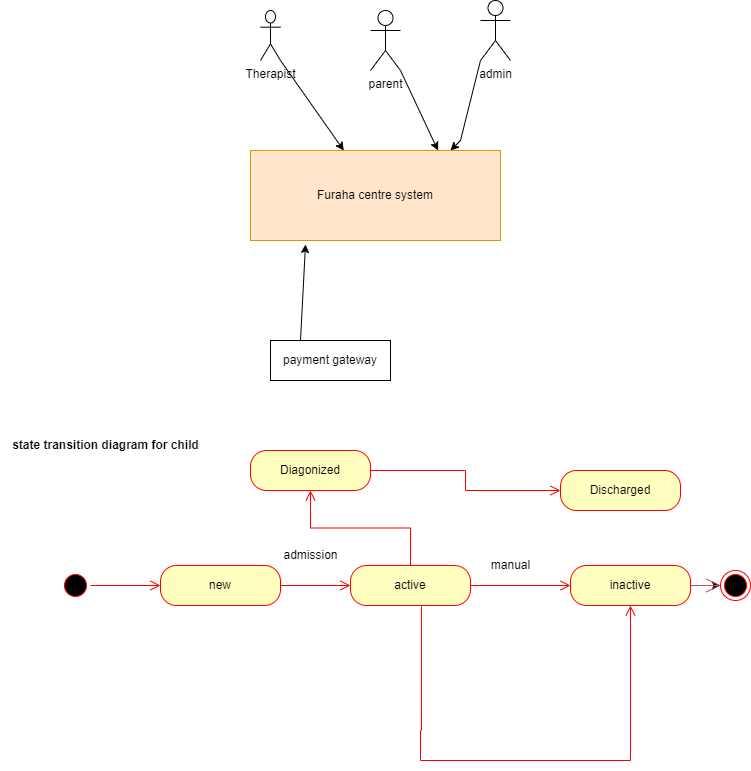 Therapist
parent
admin
Furaha centre system
payment gateway
state transition diagram for child
Diagonized
Discharged
admission
manual
new
active
inactive